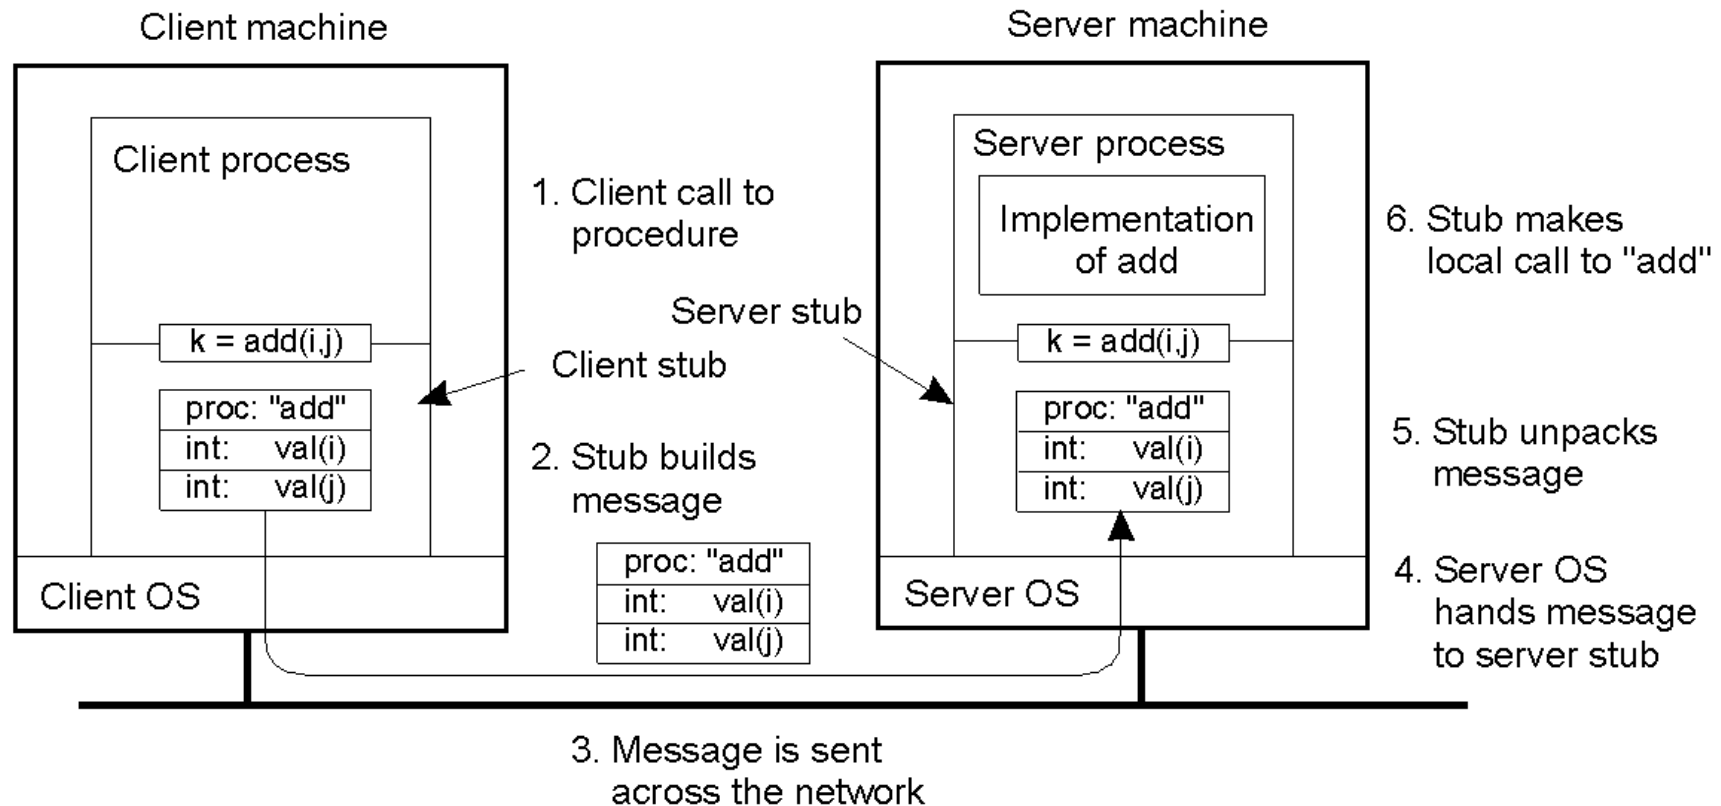 Client machine
Client process
k = add(i,j)
proc: "add"
int: val(i)
int: val(j)
Client OS
1. Client call to
procedure
Server stub
Client stub
2. Stub builds
message
proc: "add"
int: val(i)
int: val(j)
3. Message is sent
across the network
Server machine
Server process
Implementation
of add
k = add(i,j)
proc: "add"
int: val(i)
int: val(j)
Server OS
6. Stub makes
local call to "add"
5. Stub unpacks
message
4. Server OS
hands message
to server stub